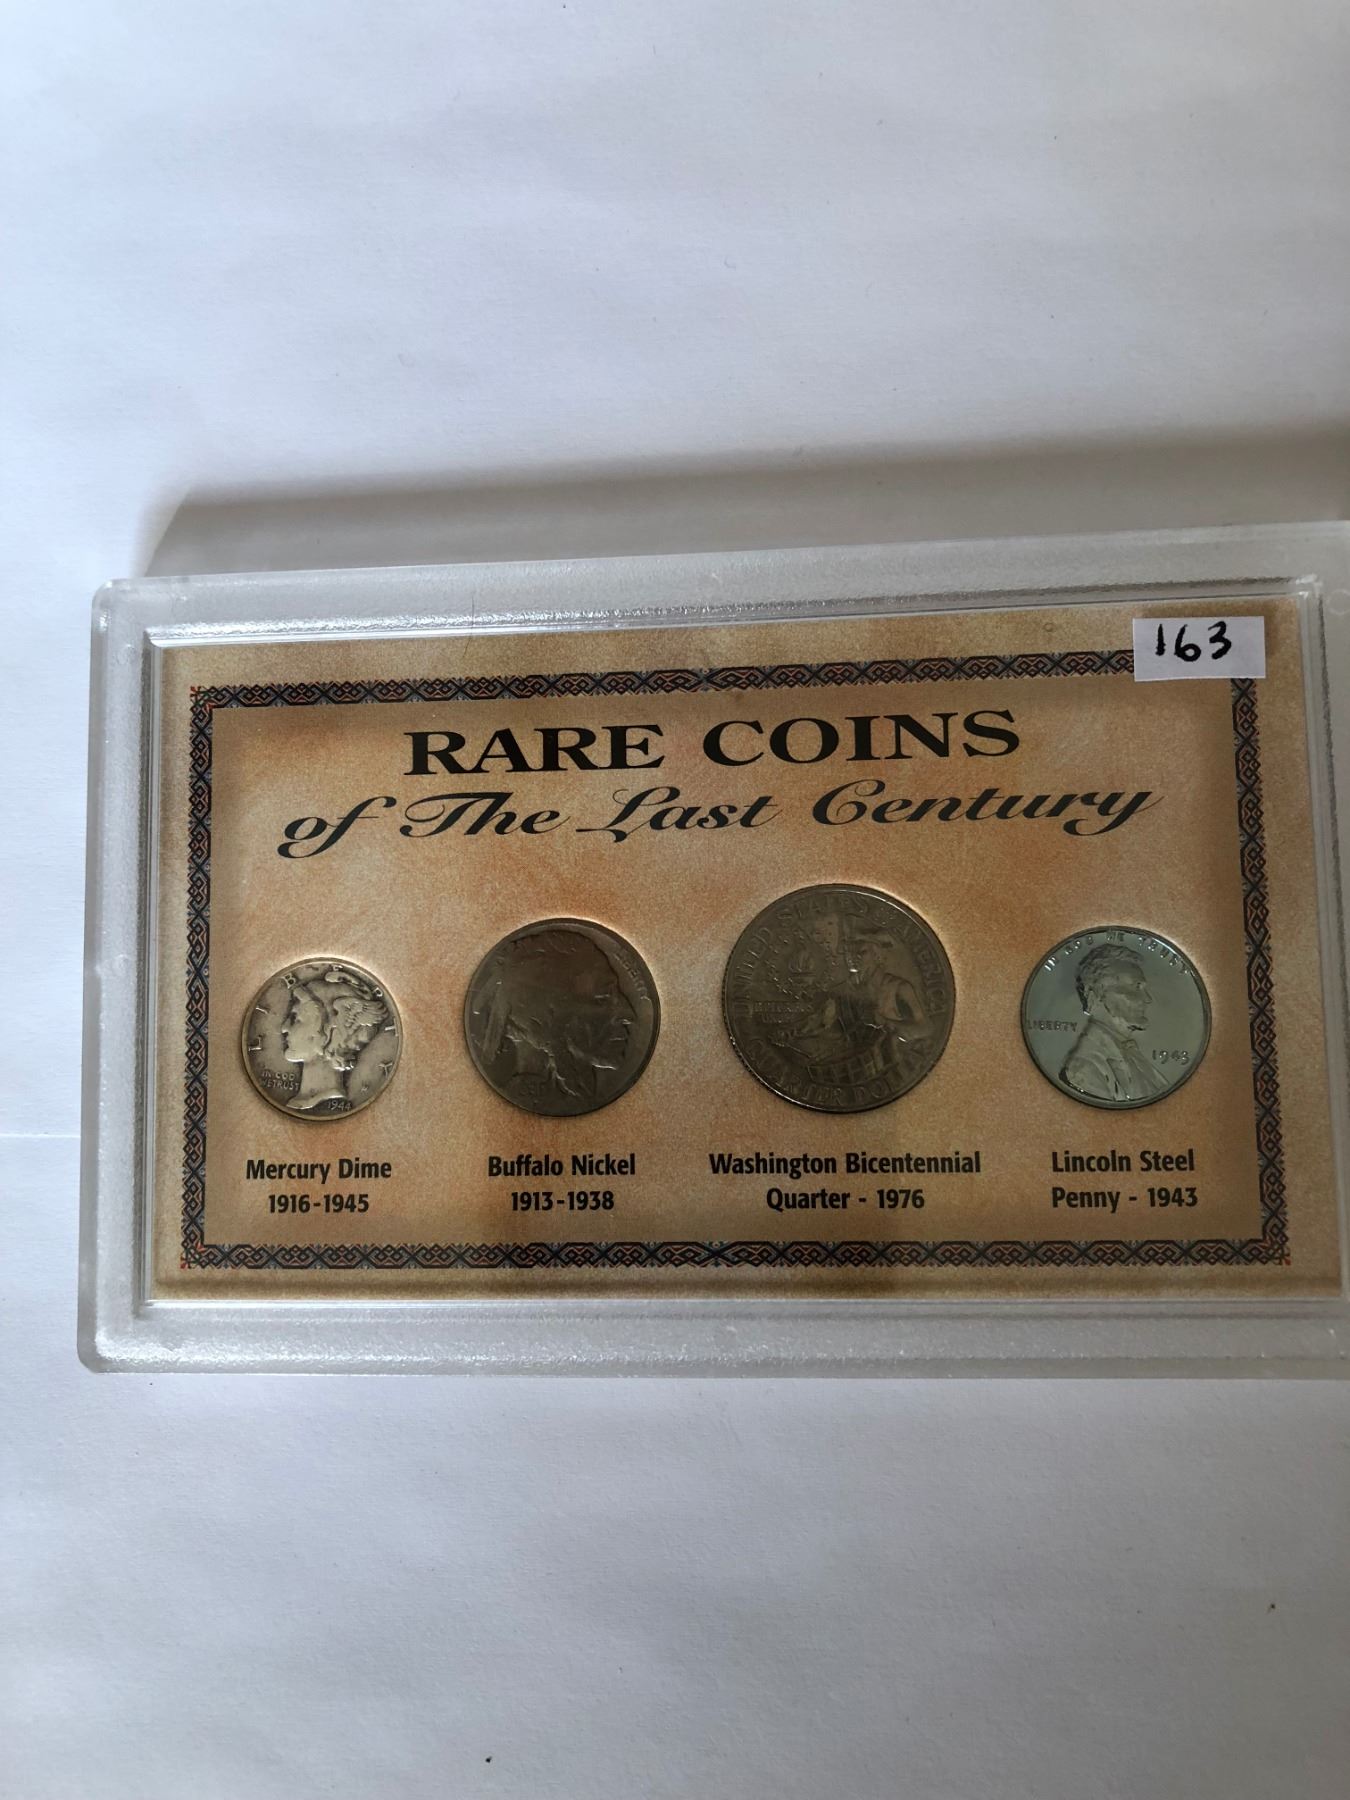 163
RARE COINS
of The Last Century
LIBERTY
IN GOD
WE TRUST
1944
LIBERTY
UNITED STATES OF AMERICA
E PLURIBUS
UNUM
QUARTER DOLLAR
IN GOD WE TRUST
LIBERTY
1943
Mercury Dime
1916-1945
Buffalo Nickel
1913-1938
Washington Bicentennial
Quarter - 1976
Lincoln Steel
Penny - 1943